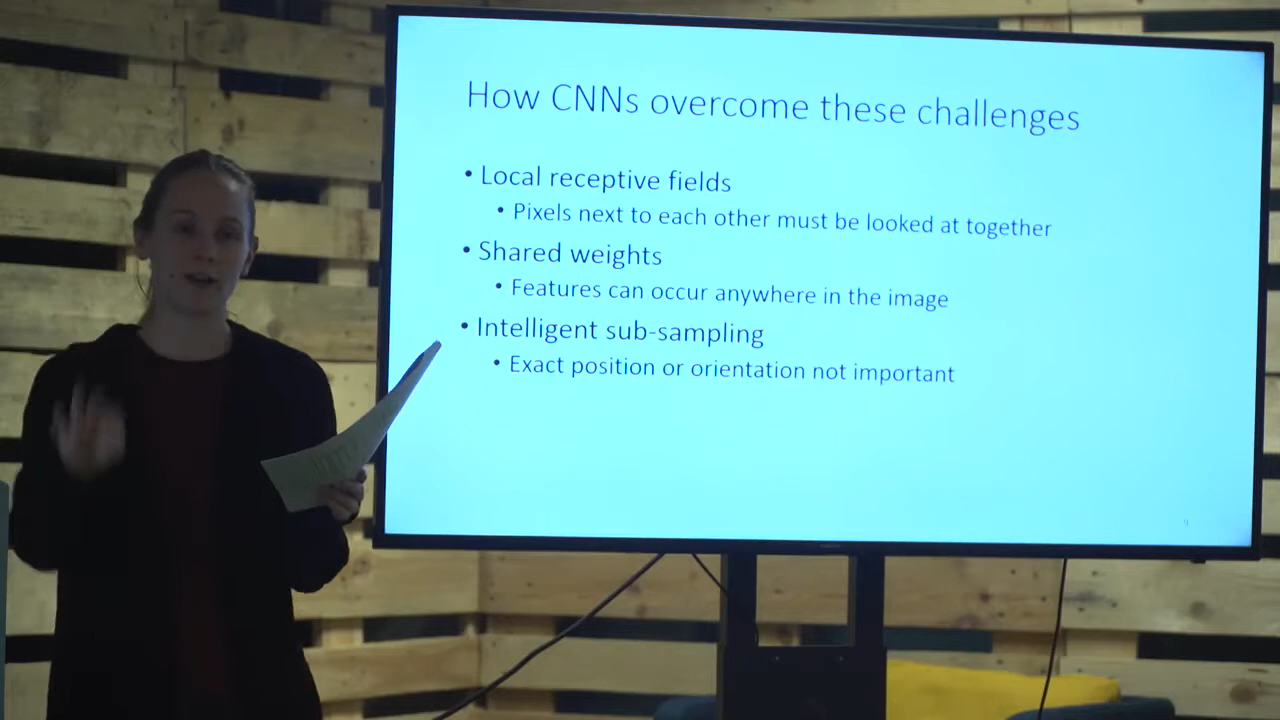 How CNNs overcome these challenges
• Local receptive fields
• Pixels next to each other must be looked at together
• Shared weights
• Features can occur anywhere in the image
• Intelligent sub-sampling
• Exact position or orientation not important
9